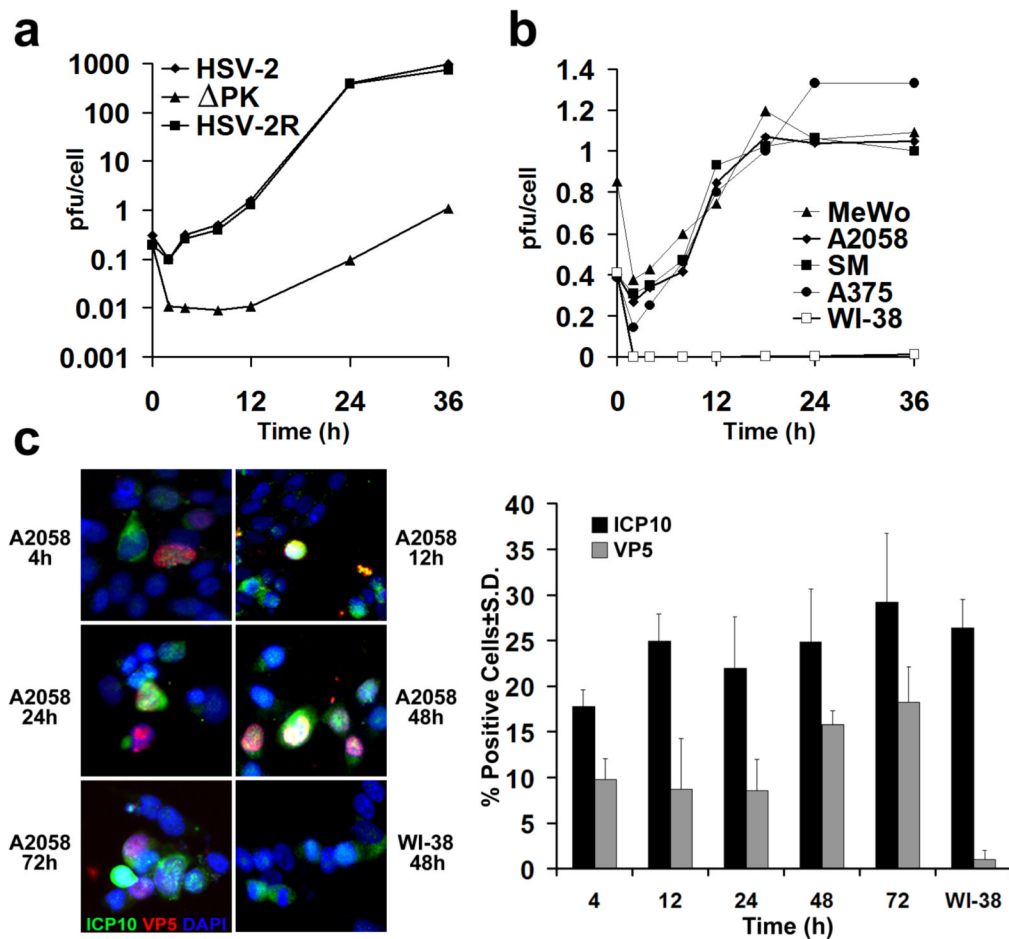 a
1000
100
10
1
0.1
0.01
0.001
pfu/cell
HSV-2
ΔPK
HSV-2R
0 12 24 36
Time (h)
b
1.4
1.2
1
0.8
0.6
0.4
0.2
0
pfu/cell
MeWo
A2058
SM
A375
WI-38
0 12 24 36
Time (h)
c
A2058
4h
A2058
12h
A2058
24h
A2058
48h
A2058
72h
WI-38
48h
ICP10 VP5 DAPI
40
35
30
25
20
15
10
5
0
% Positive Cells±S.D.
ICP10
VP5
4 12 24 48 72 WI-38
Time (h)